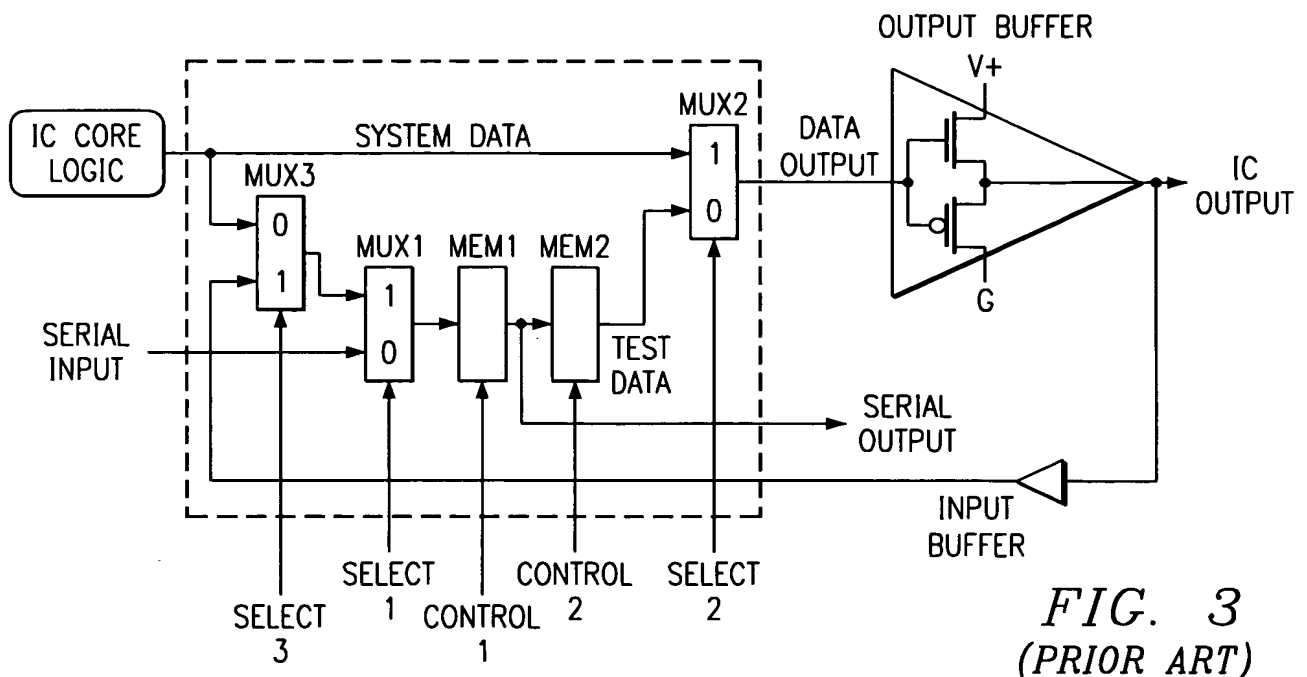 OUTPUT BUFFER
V+
MUX2
IC CORE
LOGIC
SYSTEM DATA
1
DATA
OUTPUT
IC
OUTPUT
MUX3
0
0
MUX1
MEM1
MEM2
1
1
G
SERIAL
INPUT
0
TEST
DATA
SERIAL
OUTPUT
INPUT
BUFFER
SELECT
1
CONTROL
2
SELECT
2
SELECT
3
CONTROL
1
FIG. 3
(PRIOR ART)